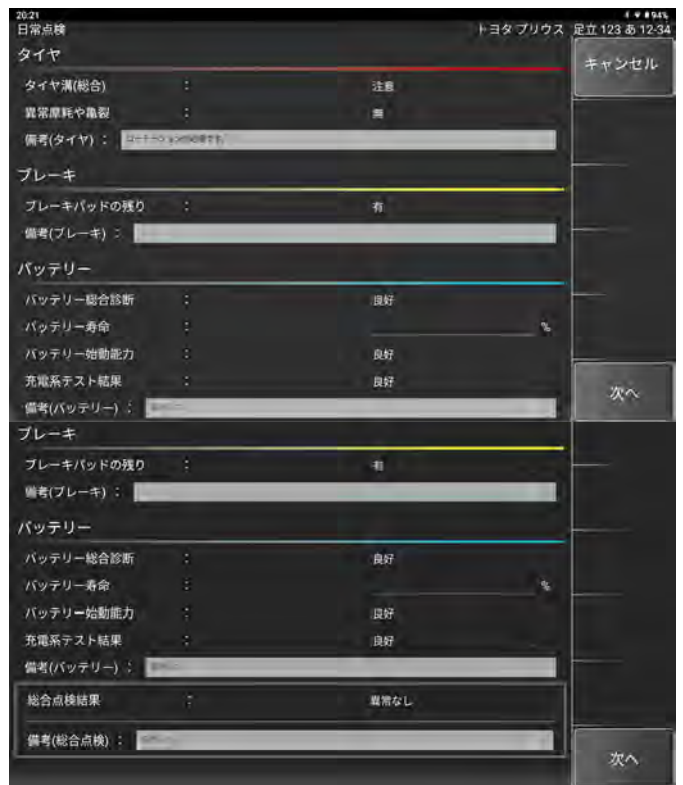 20:21
94%
日常点検
トヨタ プリウス 足立 123 あ 12-34
キャンセル
タイヤ
タイヤ溝(総合) : 注意
異常摩耗や亀裂 : 無
備考(タイヤ) :
ブレーキ
ブレーキパッドの残り : 有
備考(ブレーキ) :
バッテリー
バッテリー総合診断 : 良好
バッテリー寿命 : %
バッテリー始動能力 : 良好
充電系テスト結果 : 良好
備考(バッテリー) :
次へ
ブレーキ
ブレーキパッドの残り : 有
備考(ブレーキ) :
バッテリー
バッテリー総合診断 : 良好
バッテリー寿命 : %
バッテリー始動能力 : 良好
充電系テスト結果 : 良好
備考(バッテリー) :
総合点検結果 : 異常なし
備考(総合点検) :
次へ